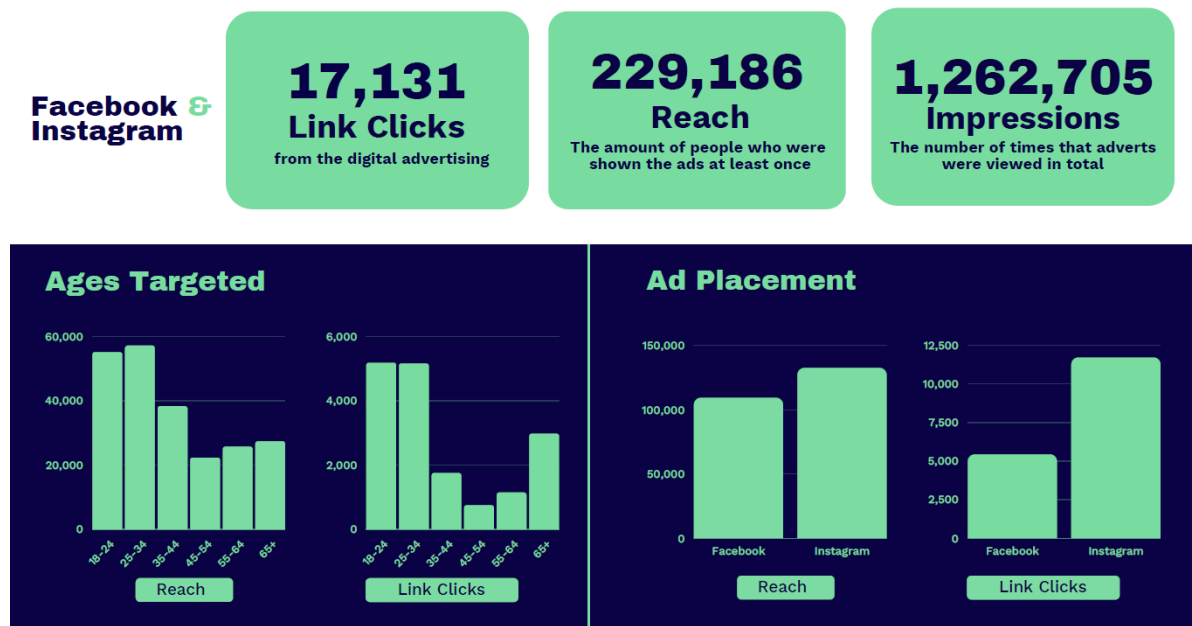 Facebook &
Instagram
17,131
Link Clicks
from the digital advertising
229,186
Reach
The amount of people who were
shown the ads at least once
1,262,705
Impressions
The number of times that adverts
were viewed in total
Ages Targeted
60,000
40,000
20,000
0
18-24
25-34
35-44
45-54
55-64
65+
Reach
6,000
4,000
2,000
0
18-24
25-34
35-44
45-54
55-64
65+
Link Clicks
Ad Placement
150,000
100,000
50,000
0
Facebook
Instagram
Reach
12,500
10,000
7,500
5,000
2,500
0
Facebook
Instagram
Link Clicks